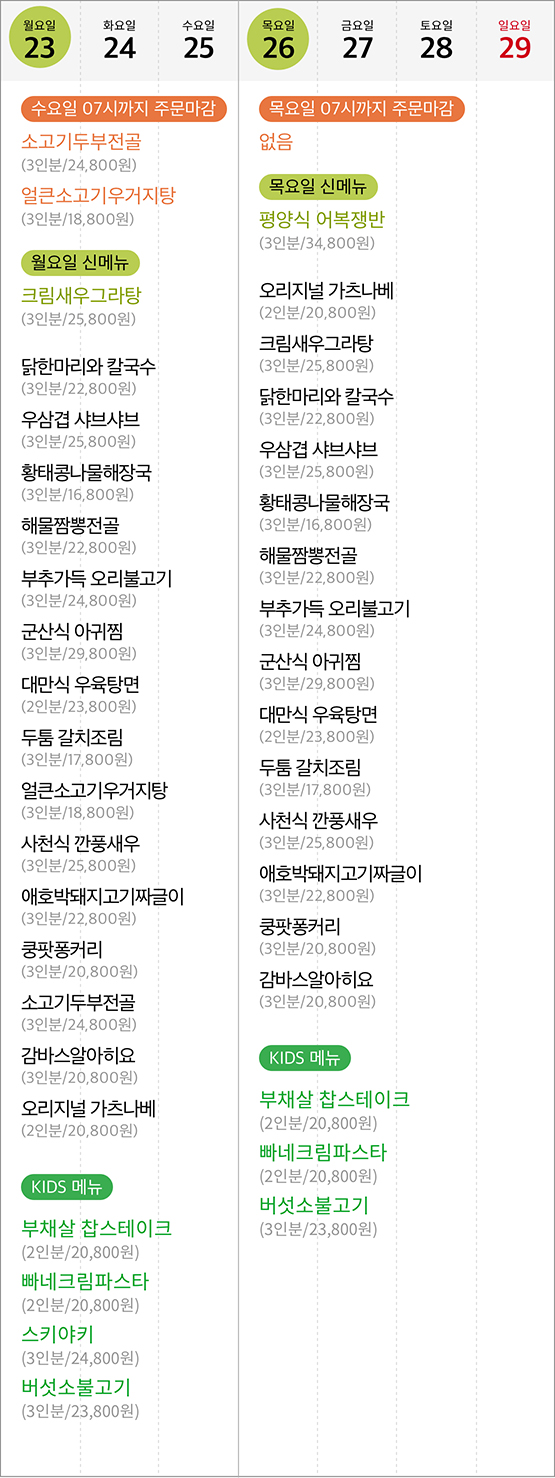 월요일 화요일 수요일 목요일 금요일 토요일 일요일
23 24 25 26 27 28 29
수요일 07시까지 주문마감
소고기두부전골
(3인분/24,800원)
얼큰소고기우거지탕
(3인분/18,800원)
월요일 신메뉴
크림새우그라탕
(3인분/25,800원)
닭한마리와 칼국수
(3인분/22,800원)
우삼겹 샤브샤브
(3인분/25,800원)
황태콩나물해장국
(3인분/16,800원)
해물짬뽕전골
(3인분/22,800원)
부추가득 오리불고기
(3인분/24,800원)
군산식 아귀찜
(3인분/29,800원)
대만식 우육탕면
(2인분/23,800원)
두툼 갈치조림
(3인분/17,800원)
얼큰소고기우거지탕
(3인분/18,800원)
사천식 깐풍새우
(3인분/25,800원)
애호박돼지고기짜글이
(3인분/22,800원)
쿵팟퐁커리
(3인분/20,800원)
소고기두부전골
(3인분/24,800원)
감바스알아히요
(3인분/20,800원)
오리지널 가츠나베
(2인분/20,800원)
KIDS 메뉴
부채살 찹스테이크
(2인분/20,800원)
빠네크림파스타
(2인분/20,800원)
스키야키
(3인분/24,800원)
버섯소불고기
(3인분/23,800원)
목요일 07시까지 주문마감
없음
목요일 신메뉴
평양식 어복쟁반
(3인분/34,800원)
오리지널 가츠나베
(2인분/20,800원)
크림새우그라탕
(3인분/25,800원)
닭한마리와 칼국수
(3인분/22,800원)
우삼겹 샤브샤브
(3인분/25,800원)
황태콩나물해장국
(3인분/16,800원)
해물짬뽕전골
(3인분/22,800원)
부추가득 오리불고기
(3인분/24,800원)
군산식 아귀찜
(3인분/29,800원)
대만식 우육탕면
(2인분/23,800원)
두툼 갈치조림
(3인분/17,800원)
사천식 깐풍새우
(3인분/25,800원)
애호박돼지고기짜글이
(3인분/22,800원)
쿵팟퐁커리
(3인분/20,800원)
감바스알아히요
(3인분/20,800원)
KIDS 메뉴
부채살 찹스테이크
(2인분/20,800원)
빠네크림파스타
(2인분/20,800원)
버섯소불고기
(3인분/23,800원)